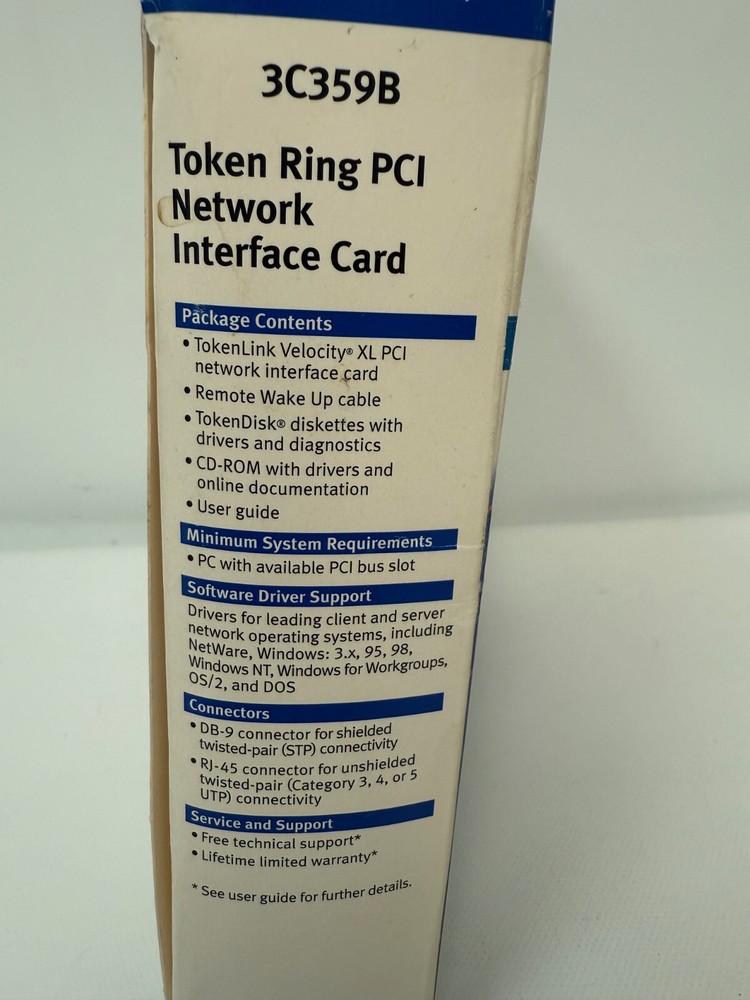 3C359B
Token Ring PCI
Network
Interface Card
Package Contents
• TokenLink Velocity® XL PCI
network interface card
• Remote Wake Up cable
• TokenDisk® diskettes with
drivers and diagnostics
• CD-ROM with drivers and
online documentation
• User guide
Minimum System Requirements
• PC with available PCI bus slot
Software Driver Support
Drivers for leading client and server
network operating systems, including
NetWare, Windows: 3.x, 95, 98,
Windows NT, Windows for Workgroups,
OS/2, and DOS
Connectors
• DB-9 connector for shielded
twisted-pair (STP) connectivity
• RJ-45 connector for unshielded
twisted-pair (Category 3, 4, or 5
UTP) connectivity
Service and Support
• Free technical support*
• Lifetime limited warranty*
* See user guide for further details.